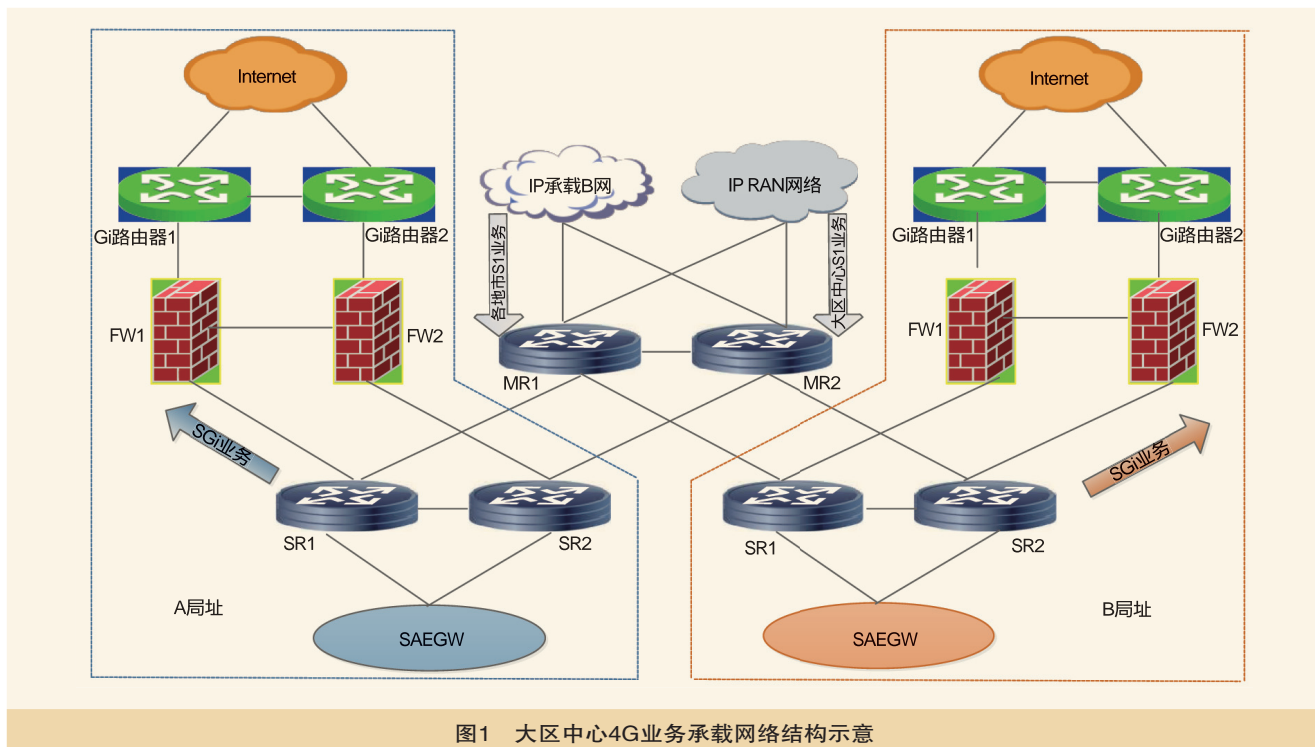 Internet
Internet
IP承载B网
IP RAN网络
Gi路由器1
Gi路由器2
各地市S1业务
大区中心S1业务
Gi路由器1
Gi路由器2
FW1
FW2
MR1
MR2
FW1
FW2
SGi业务
SGi业务
SR1
SR2
SR1
SR2
A局址
SAEGW
SAEGW
B局址
图1 大区中心4G业务承载网络结构示意